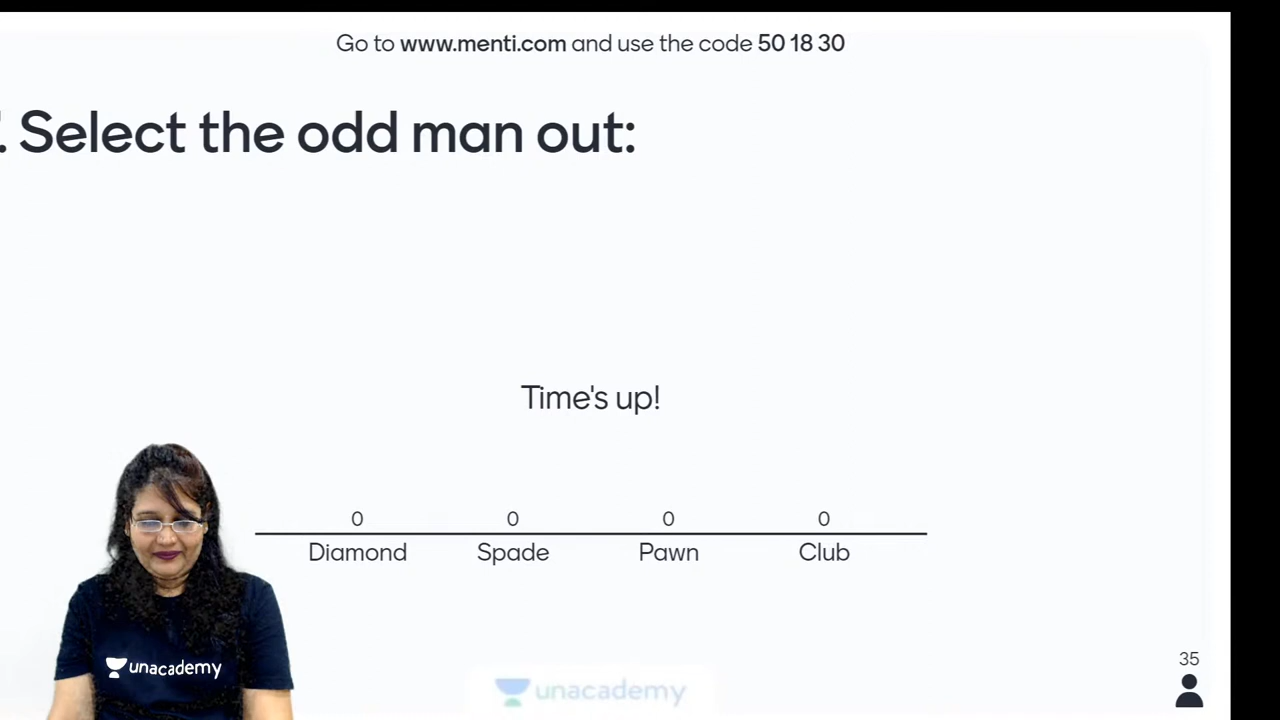 Go to www.menti.com and use the code 50 18 30
. Select the odd man out:
Time's up!
0 0 0 0
Diamond Spade Pawn Club
unacademy
35
unacademy